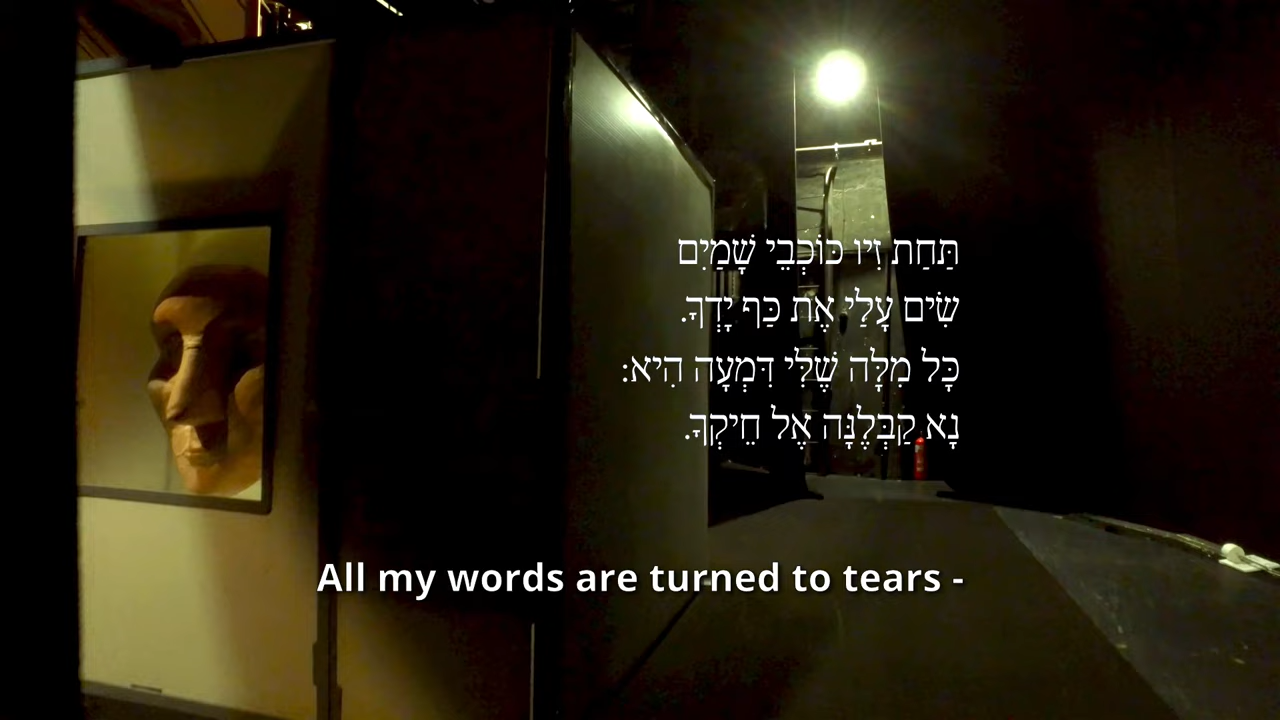 תַּחַת זִיו כּוֹכְבֵי שָׁמַיִם
שִׂים עָלַי אֶת כַּף יָדְךָ.
כָּל מִלָּה שֶׁלִּי דִּמְעָה הִיא:
נָא קַבְּלֶנָּה אֶל חֵיקְךָ.
All my words are turned to tears -